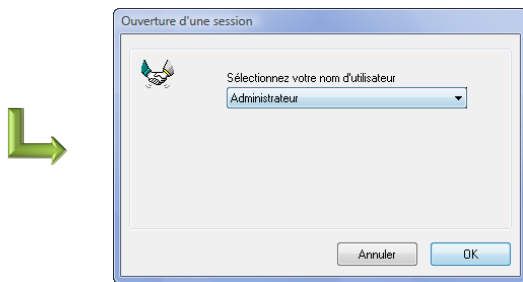 Ouverture d'une session
Sélectionnez votre nom d'utilisateur
Administrateur
Annuler
OK